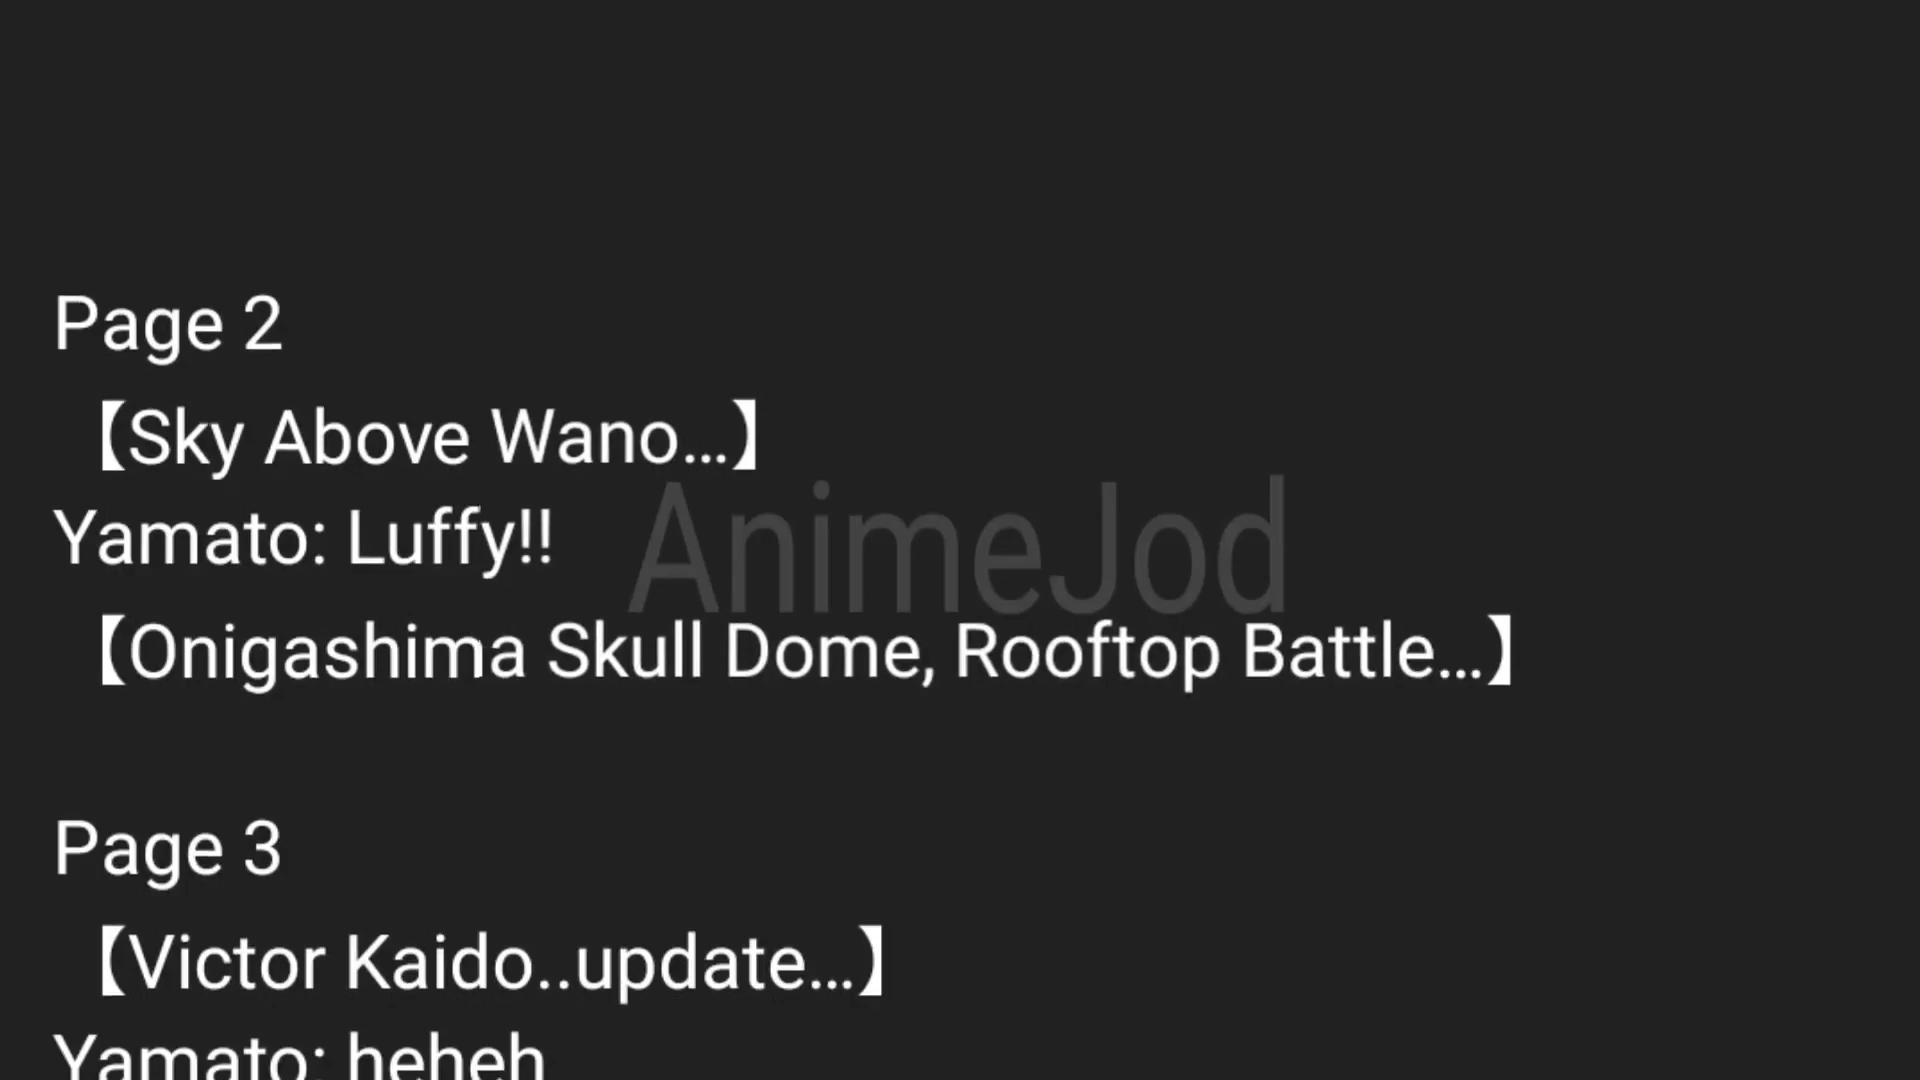 Page 2
【Sky Above Wano...】
Yamato: Luffy!!
AnimeJod
【Onigashima Skull Dome, Rooftop Battle...】
Page 3
【Victor Kaido..update...】
Yamato: heheh